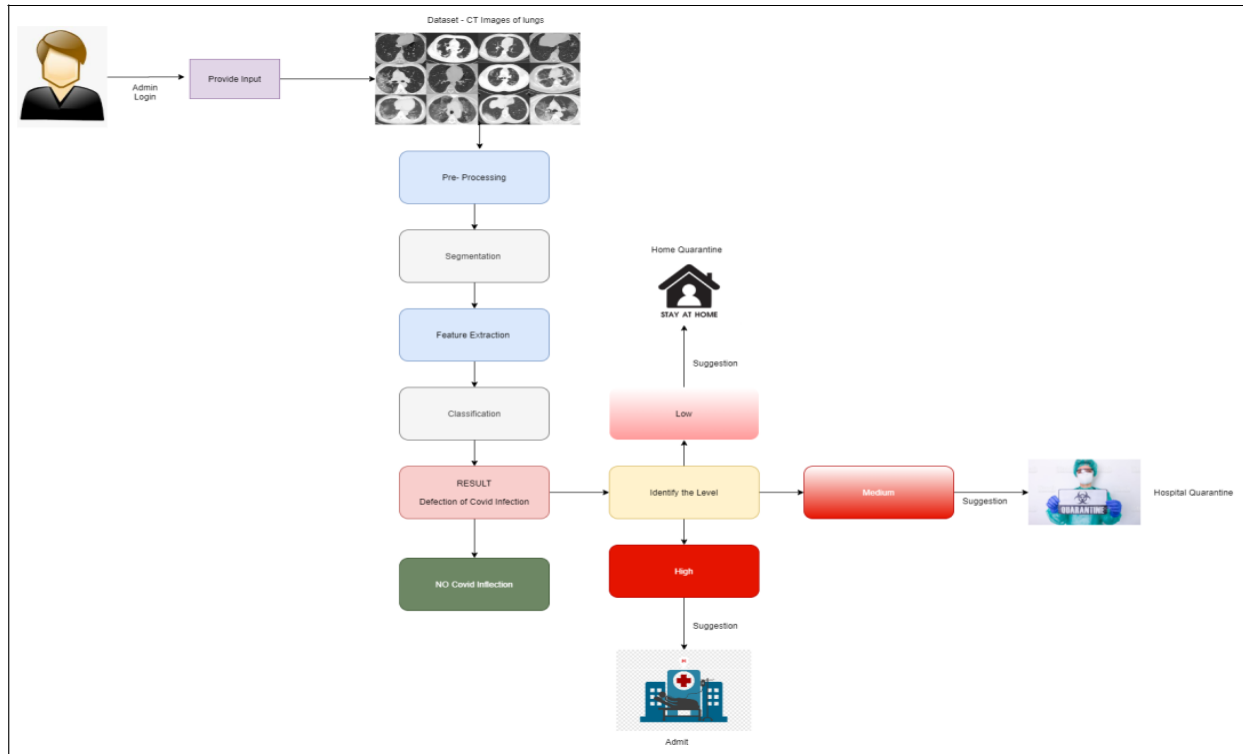 Dataset - CT Images of lungs
Admin
Login
Provide Input
Pre- Processing
Segmentation
Feature Extraction
Classification
RESULT
Defection of Covid Infection
NO Covid Inflection
Identify the Level
Low
Suggestion
Home Quarantine
STAY AT HOME
Medium
Suggestion
QUARANTINE
Hospital Quarantine
High
Suggestion
Admit